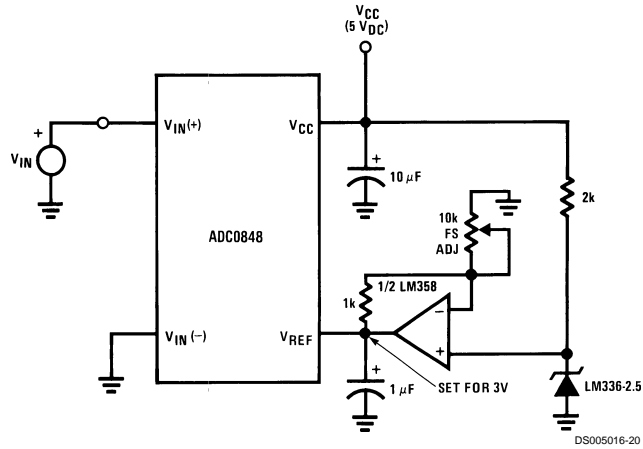 VCC
(5 VDC)
+
VIN
VIN(+)
VCC
+
10 μF
2k
ADC0848
10k
FS
ADJ
1/2 LM358
1k
−
+
VIN(−)
VREF
SET FOR 3V
+
1 μF
LM336-2.5
DS005016-20